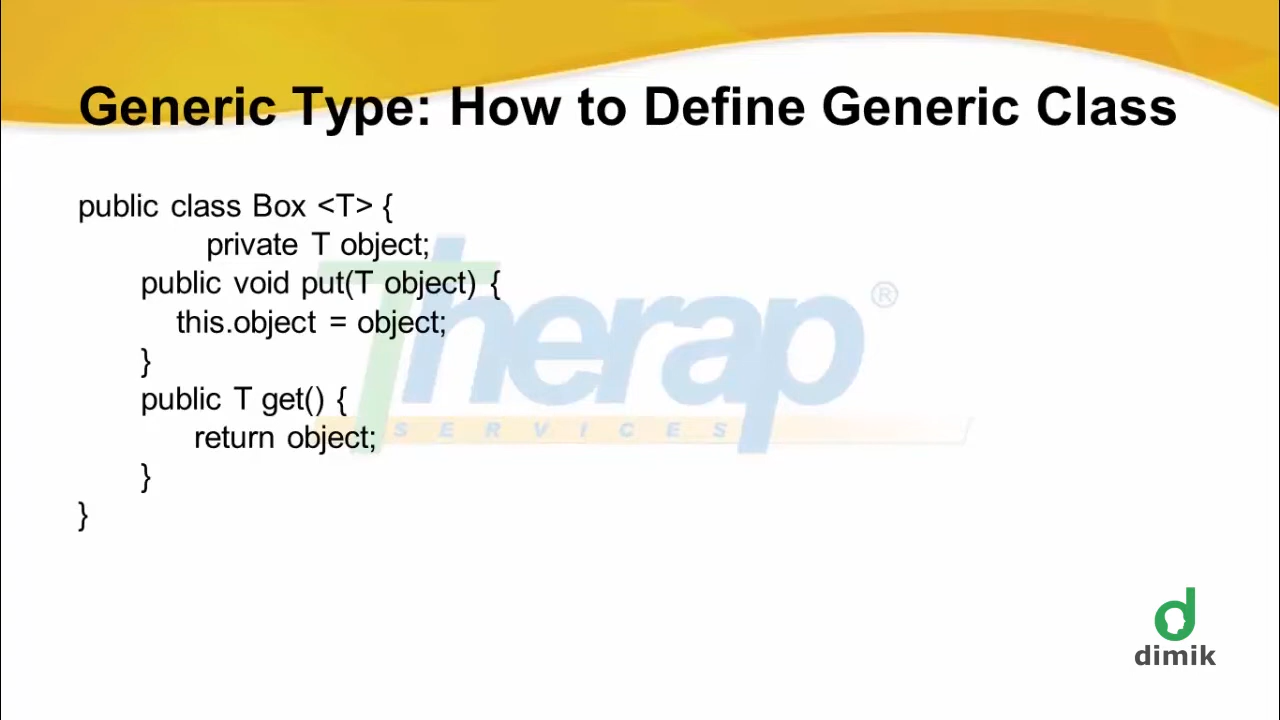 Generic Type: How to Define Generic Class
public class Box <T> {
private T object;
public void put(T object) {
this.object = object;
}
public T get() {
return object;
}
}
Therap®
SERVICES
dimik